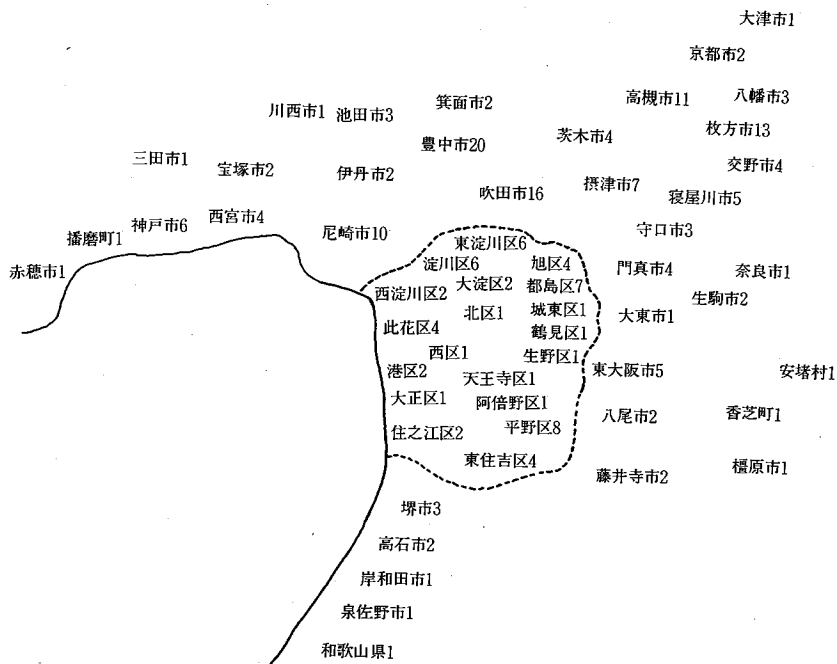 大津市1
京都市2
高槻市11
八幡市3
箕面市2
川西市1
池田市3
枚方市13
茨木市4
豊中市20
三田市1
宝塚市2
伊丹市2
交野市4
摂津市7
吹田市16
寝屋川市5
西宮市4
神戸市6
播磨町1
尼崎市10
守口市3
東淀川区6
赤穂市1
淀川区6
旭区4
門真市4
奈良市1
西淀川区2
大淀区2
都島区7
生駒市2
北区1
城東区1
大東市1
此花区4
鶴見区1
西区1
生野区1
港区2
天王寺区1
東大阪市5
安堵村1
大正区1
阿倍野区1
八尾市2
香芝町1
住之江区2
平野区8
東住吉区4
藤井寺市2
橿原市1
堺市3
高石市2
岸和田市1
泉佐野市1
和歌山県1